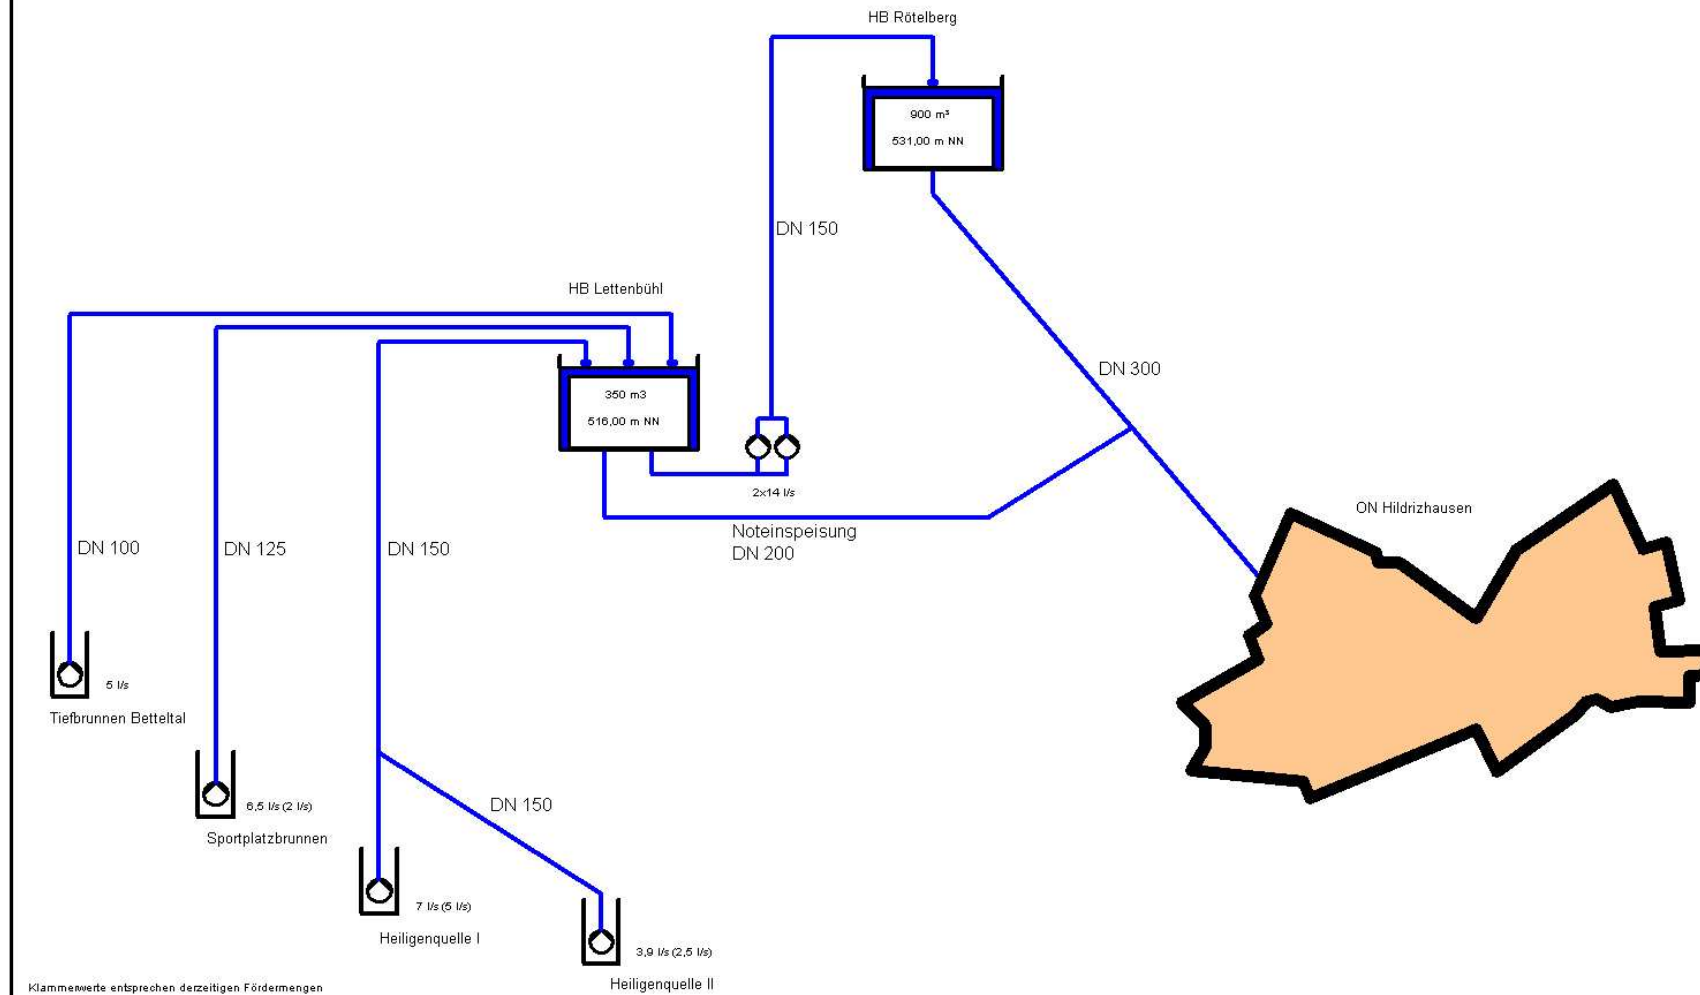 HB Rötelberg
900 m³
531,00 m NN
DN 150
HB Lettenbühl
350 m3
516,00 m NN
DN 300
2x14 l/s
Noteinspeisung
DN 200
ON Hildrizhausen
DN 100
DN 125
DN 150
5 l/s
Tiefbrunnen Betteltal
6,5 l/s (2 l/s)
Sportplatzbrunnen
DN 150
7 l/s (5 l/s)
Heiligenquelle I
3,9 l/s (2,5 l/s)
Heiligenquelle II
Klammerwerte entsprechen derzeitigen Fördermengen